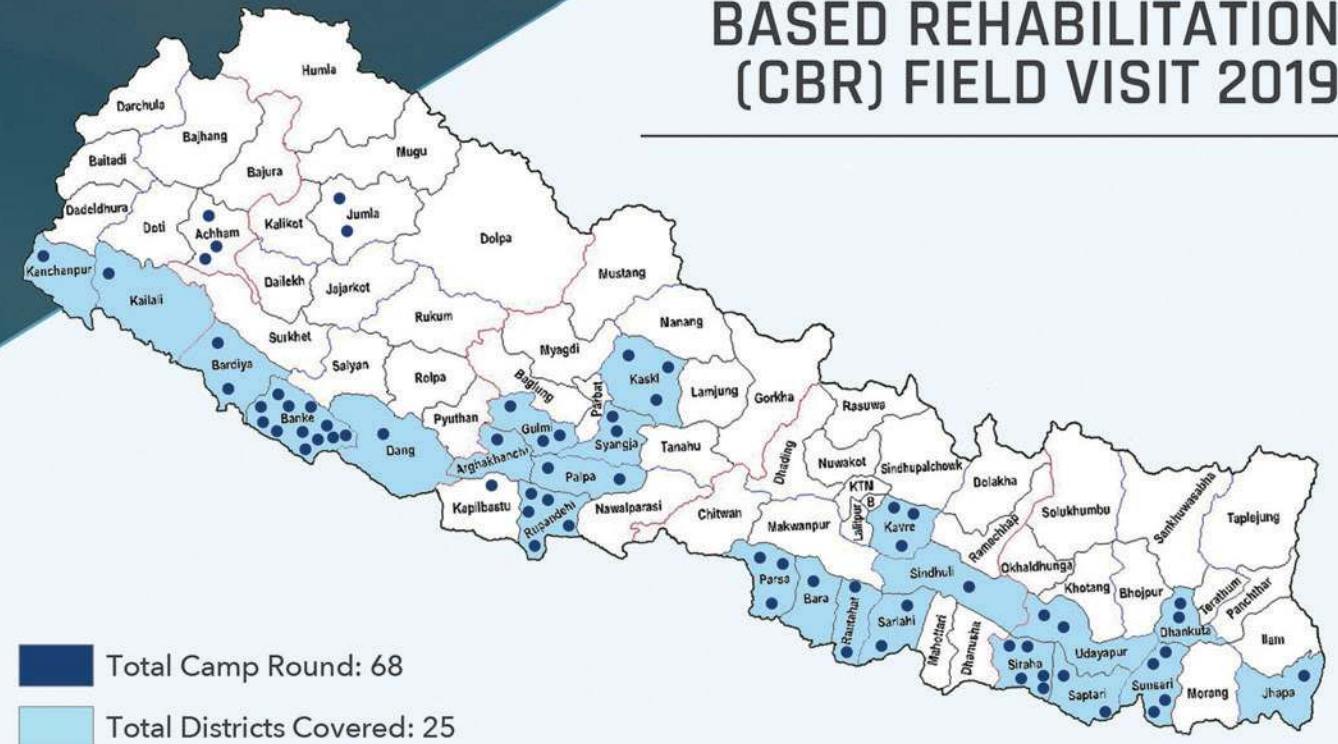 BASED REHABILITATION
(CBR) FIELD VISIT 2019
Humla
Darchula
Bajhang
Baitadi
Mugu
Bajura
Dadeldhura
Doti
Achham
Kalikot
Jumla
Dolpa
Kanchanpur
Kailali
Dailekh
Jajarkot
Mustang
Surkhet
Rukum
Nanang
Bardiya
Salyan
Rolpa
Myagdi
Baglung
Parbat
Kaski
Lamjung
Gorkha
Rasuwa
Banke
Pyuthan
Gulmi
Syangja
Tanahu
Dhading
Nuwakot
Sindhupalchowk
Dang
Arghakhanchi
Palpa
KTN
B
Lalitpur
Dolakha
Ramechhap
Solukhumbu
Sankhuwasabha
Taplejung
Kapilbastu
Rupandehi
Nawalparasi
Chitwan
Makwanpur
Kavre
Okhaldhunga
Khotang
Bhojpur
Terathum
Panchthar
Parsa
Bara
Rautahat
Sarlahi
Sindhuli
Mahottari
Dhanusha
Siraha
Udayapur
Dhankuta
Ilam
Saptari
Sunsari
Morang
Jhapa
Total Camp Round: 68
Total Districts Covered: 25